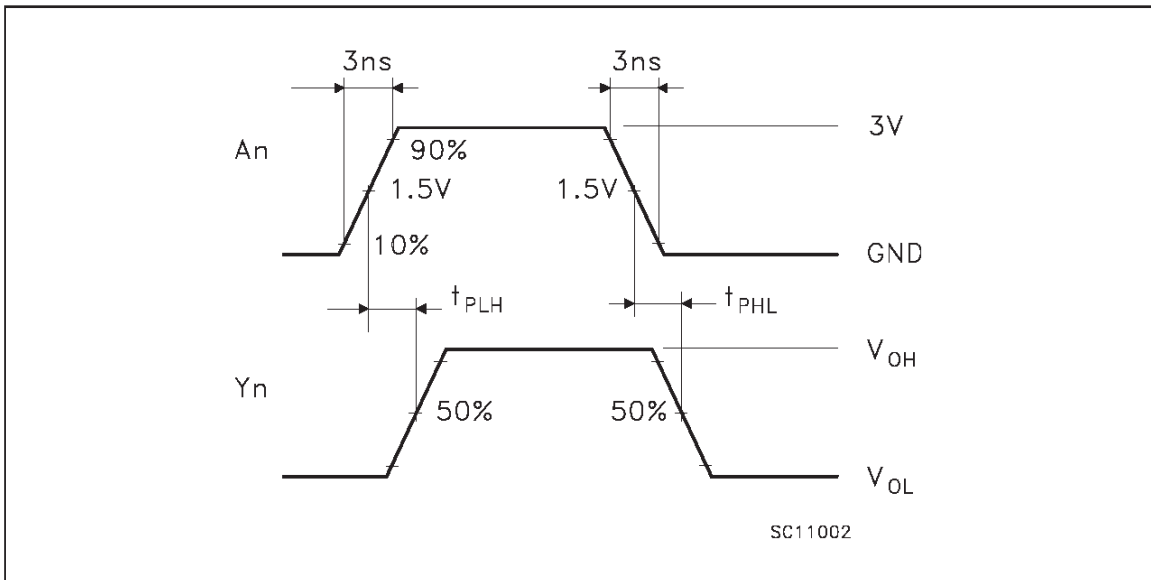 3ns 3ns
An 3V
90%
1.5V 1.5V
10%
GND
tPLH tPHL
Yn VOH
50% 50%
VOL
SC11002